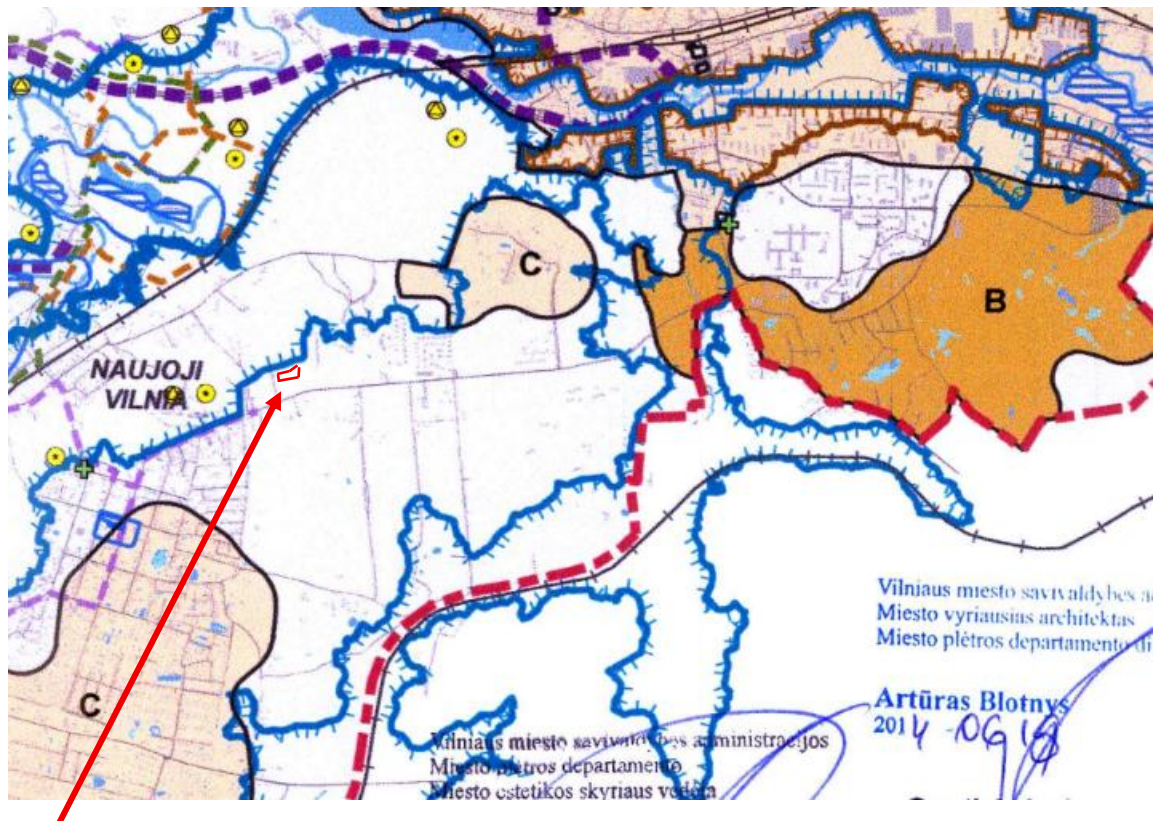 C
B
NAUJOJI
VILNIA
C
Vilniaus miesto savivaldybės
Miesto vyriausias architektas
Miesto plėtros departamento
Artūras Blotnys
2014 -06 18
Vilniaus miesto savivaldybės administracijos
Miesto plėtros departamento
Miesto estetikos skyriaus vedėja